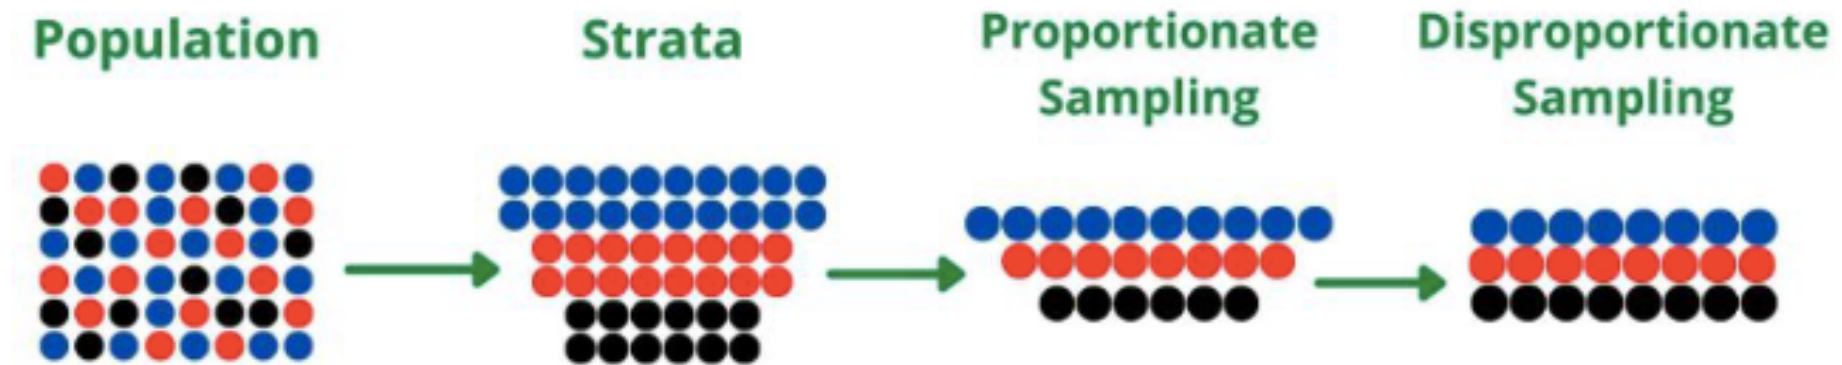 Population
Strata
Proportionate
Sampling
Disproportionate
Sampling